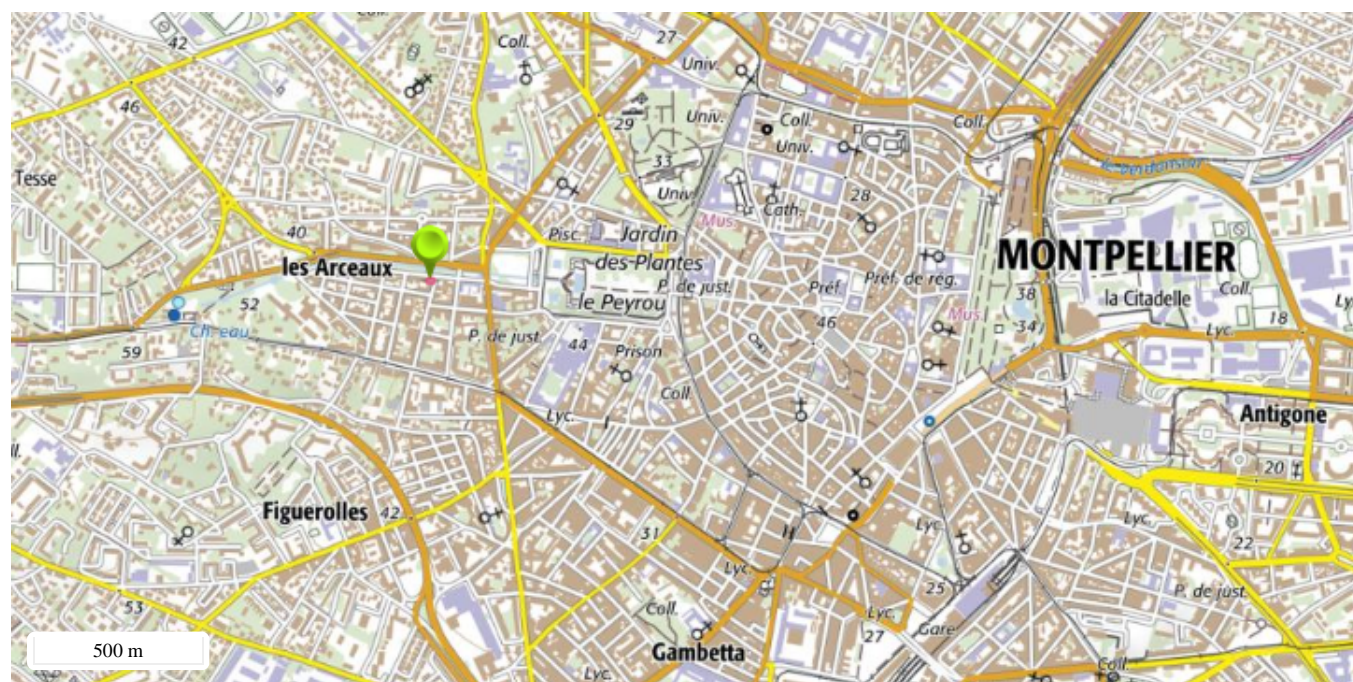 42
Coll.
27
Univ.
46
29
Univ.
Coll.
Univ.
Coll.
33
Tesse
Univ.
28
le Verdanson
Cath.
Mus.
40
Pisc.
Jardin
des-Plantes
MONTPELLIER
les Arceaux
P. de just.
Préf. de rég.
Préf.
38
la Citadelle
Coll.
52
le Peyrou
Mus.
34
18
Ch. eau
46
Lyc.
59
P. de just.
44
Prison
Coll.
Lyc.
Antigone
20
Figuerolles
42
31
Lyc.
Lyc.
22
Lyc.
25
P. de just.
53
Coll.
Lyc.
27
Gare
500 m
Gambetta
Coll.
Lyc.